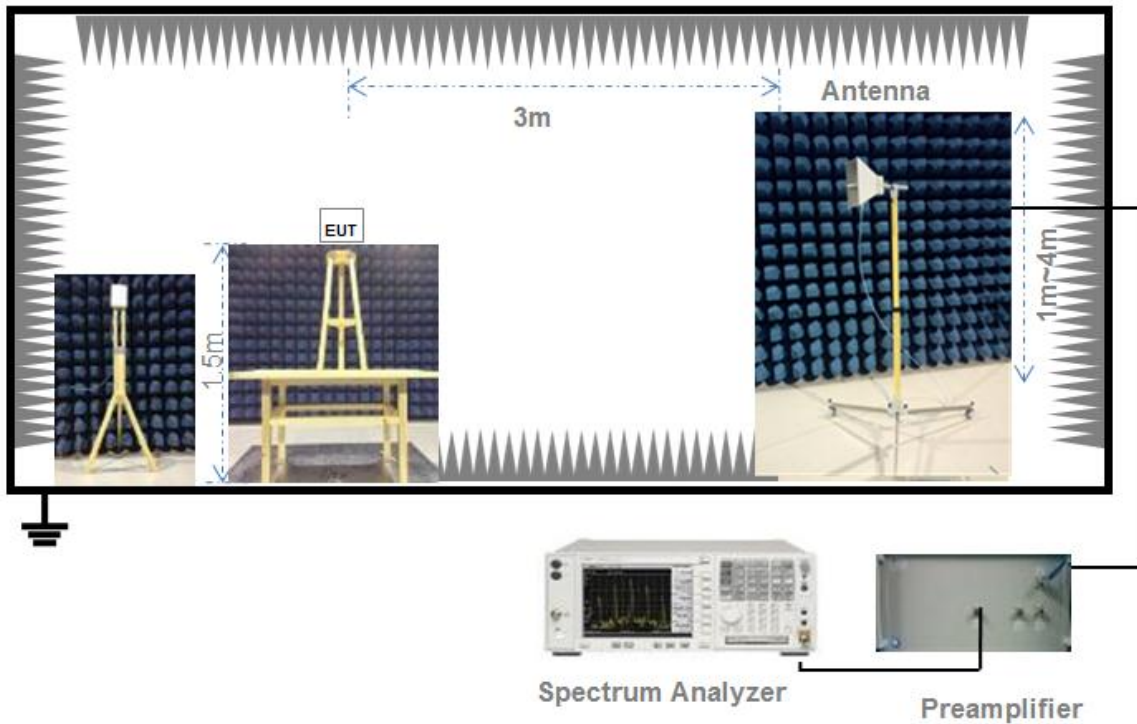 Antenna
3m
EUT
1.5m
1m~4m
Spectrum Analyzer
Preamplifier